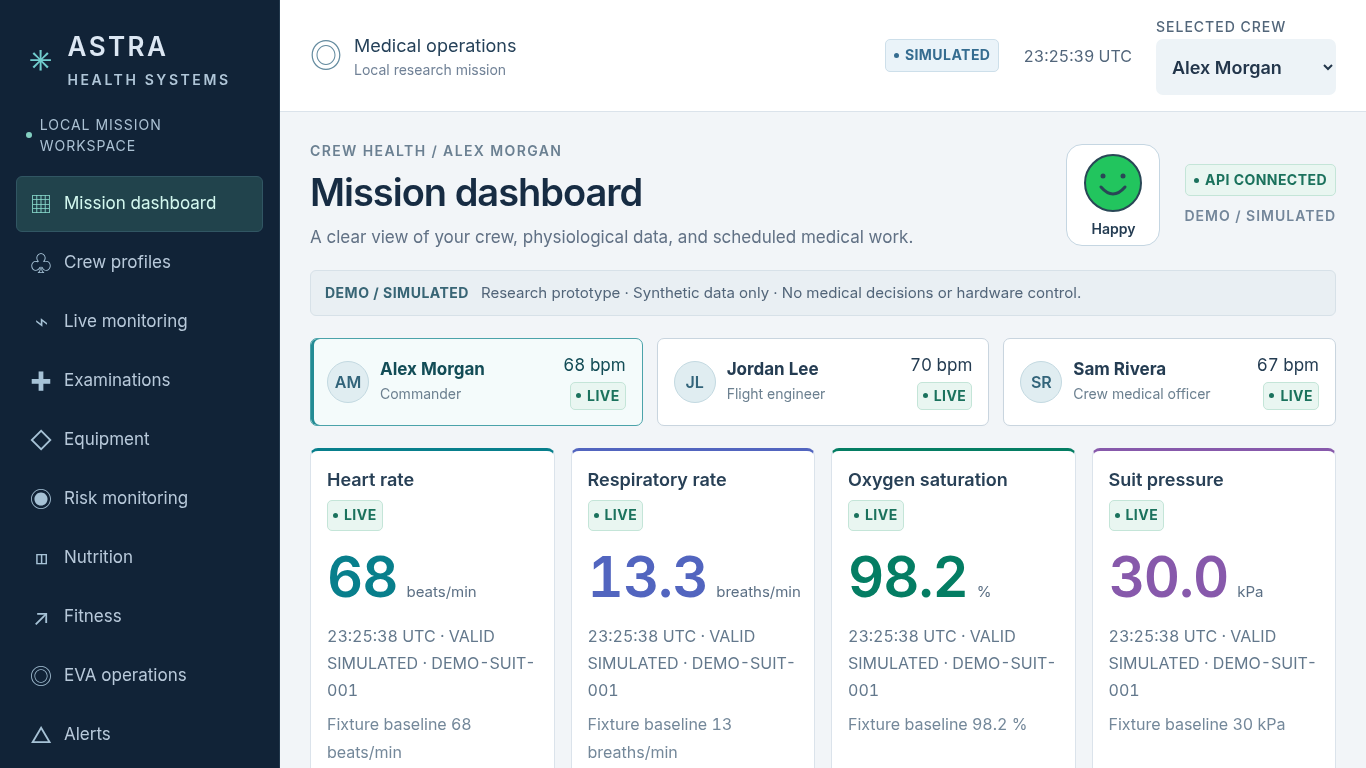 ASTRA
HEALTH SYSTEMS
LOCAL MISSION
WORKSPACE
Mission dashboard
Crew profiles
Live monitoring
Examinations
Equipment
Risk monitoring
Nutrition
Fitness
EVA operations
Alerts
Medical operations
Local research mission
SIMULATED
23:25:39 UTC
SELECTED CREW
Alex Morgan
CREW HEALTH / ALEX MORGAN
Mission dashboard
A clear view of your crew, physiological data, and scheduled medical work.
Happy
API CONNECTED
DEMO / SIMULATED
DEMO / SIMULATED Research prototype · Synthetic data only · No medical decisions or hardware control.
AM
Alex Morgan
Commander
68 bpm
LIVE
JL
Jordan Lee
Flight engineer
70 bpm
LIVE
SR
Sam Rivera
Crew medical officer
67 bpm
LIVE
Heart rate
LIVE
68 beats/min
23:25:38 UTC · VALID
SIMULATED · DEMO-SUIT-
001
Fixture baseline 68
beats/min
Respiratory rate
LIVE
13.3 breaths/min
23:25:38 UTC · VALID
SIMULATED · DEMO-SUIT-
001
Fixture baseline 13
breaths/min
Oxygen saturation
LIVE
98.2 %
23:25:38 UTC · VALID
SIMULATED · DEMO-SUIT-
001
Fixture baseline 98.2 %
Suit pressure
LIVE
30.0 kPa
23:25:38 UTC · VALID
SIMULATED · DEMO-SUIT-
001
Fixture baseline 30 kPa